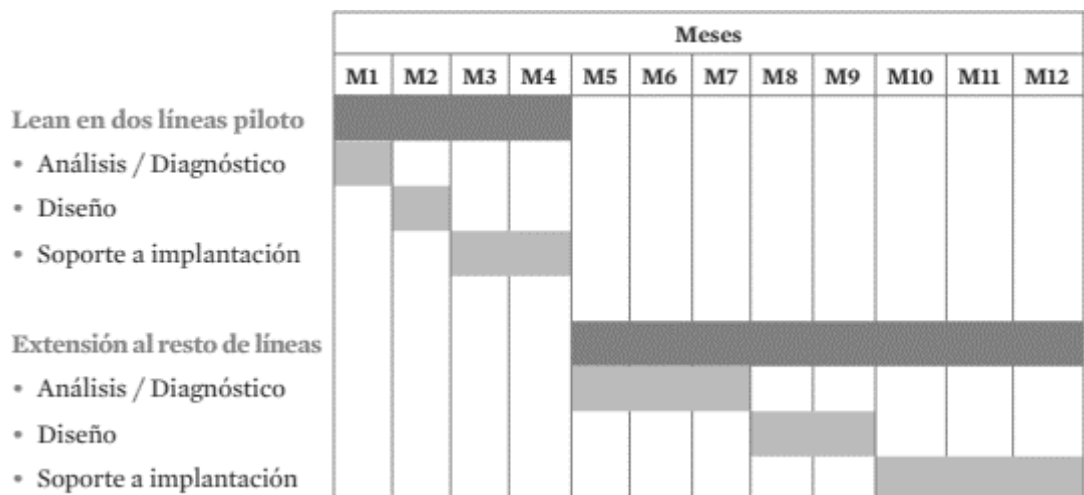 Meses
M1 M2 M3 M4 M5 M6 M7 M8 M9 M10 M11 M12
Lean en dos líneas piloto
• Análisis / Diagnóstico
• Diseño
• Soporte a implantación
Extensión al resto de líneas
• Análisis / Diagnóstico
• Diseño
• Soporte a implantación